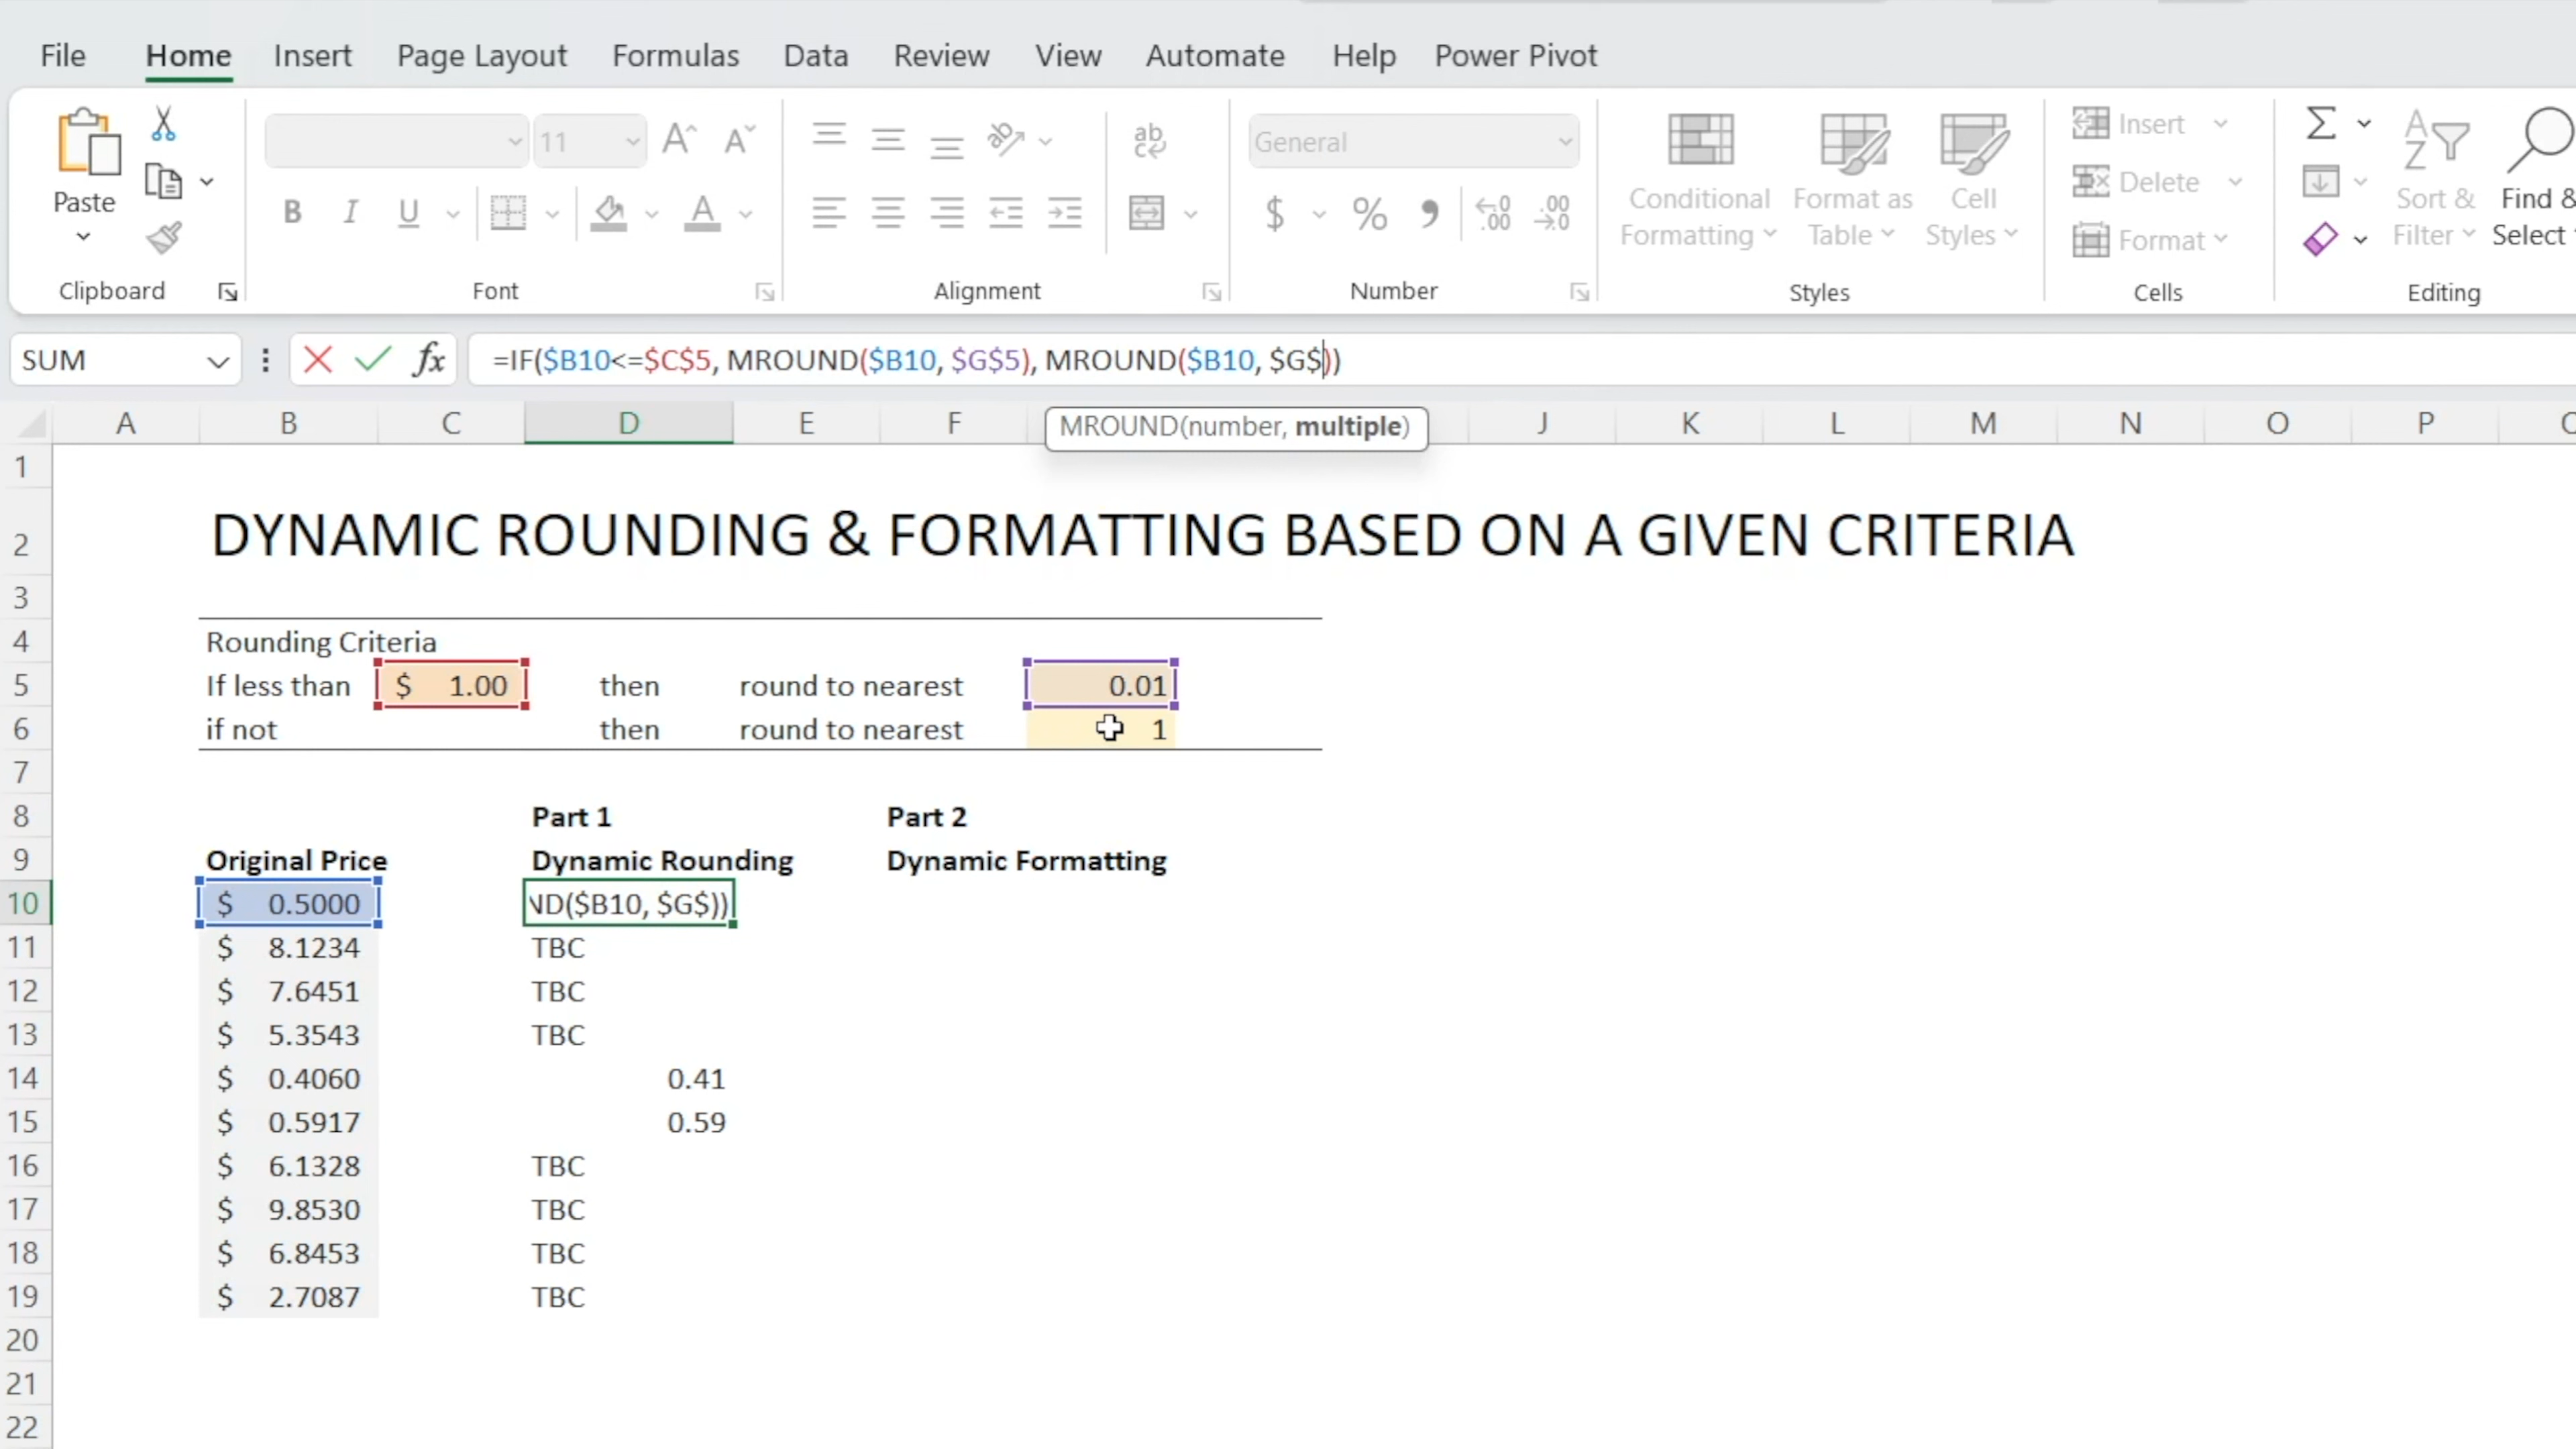 File Home Insert Page Layout Formulas Data Review View Automate Help Power Pivot
Paste
11
A^ A˅
B I U A
ab
ab c
General
$ % , ←0 .00 .00 →0
Conditional Formatting
Format as Table
Cell Styles
Insert
Delete
Format
Σ
A Z
Sort & Filter
Find &
Select
Clipboard Font Alignment Number Styles Cells Editing
SUM fx =IF($B10<=$C$5, MROUND($B10, $G$5), MROUND($B10, $G$))
A B C D E F J K L M N O P
MROUND(number, multiple)
1
2 DYNAMIC ROUNDING & FORMATTING BASED ON A GIVEN CRITERIA
3
4 Rounding Criteria
5 If less than $ 1.00 then round to nearest 0.01
6 if not then round to nearest 1
7
8 Part 1 Part 2
9 Original Price Dynamic Rounding Dynamic Formatting
10 $ 0.5000 ND($B10, $G$))
11 $ 8.1234 TBC
12 $ 7.6451 TBC
13 $ 5.3543 TBC
14 $ 0.4060 0.41
15 $ 0.5917 0.59
16 $ 6.1328 TBC
17 $ 9.8530 TBC
18 $ 6.8453 TBC
19 $ 2.7087 TBC
20
21
22